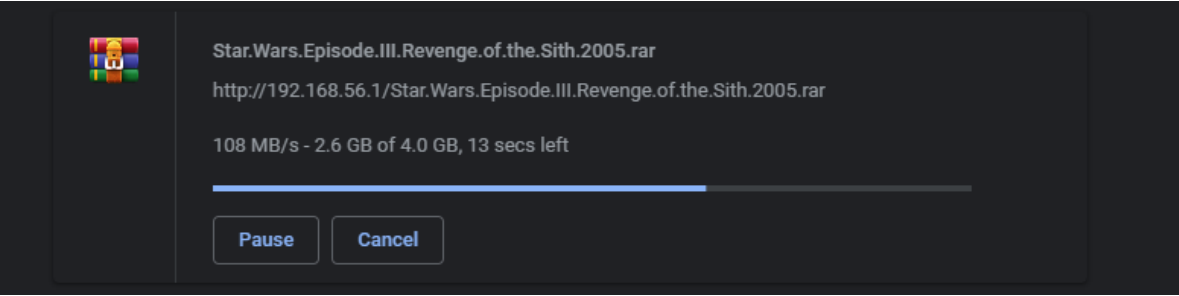 Star.Wars.Episode.III.Revenge.of.the.Sith.2005.rar
http://192.168.56.1/Star.Wars.Episode.III.Revenge.of.the.Sith.2005.rar
108 MB/s - 2.6 GB of 4.0 GB, 13 secs left
Pause Cancel